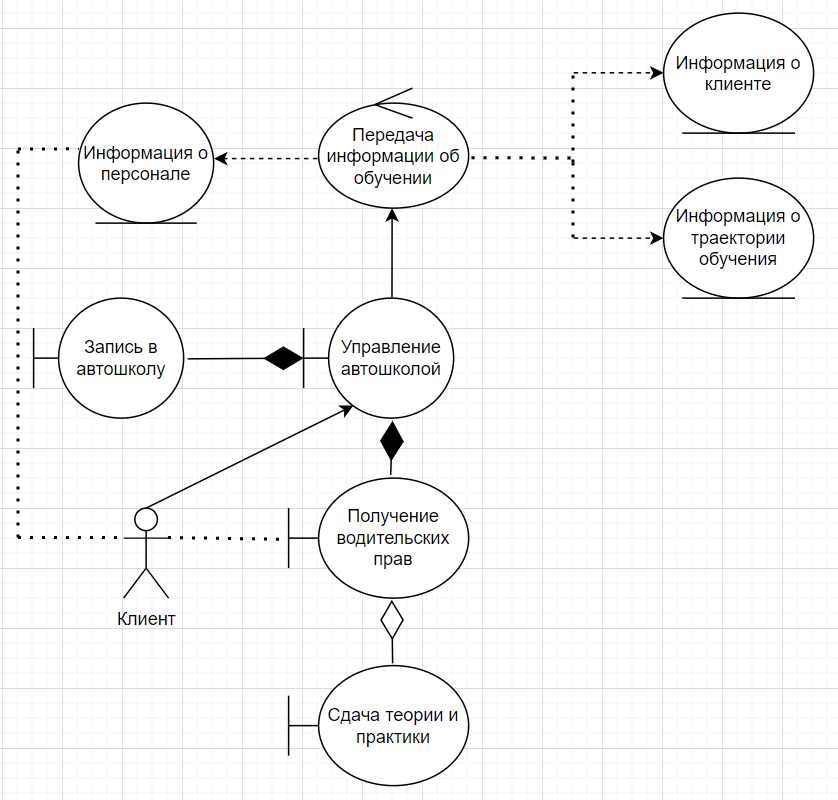 Информация о
клиенте
Передача
информации об
обучении
Информация о
персонале
Информация о
траектории
обучения
Запись в
автошколу
Управление
автошколой
Получение
водительских
прав
Клиент
Сдача теории и
практики